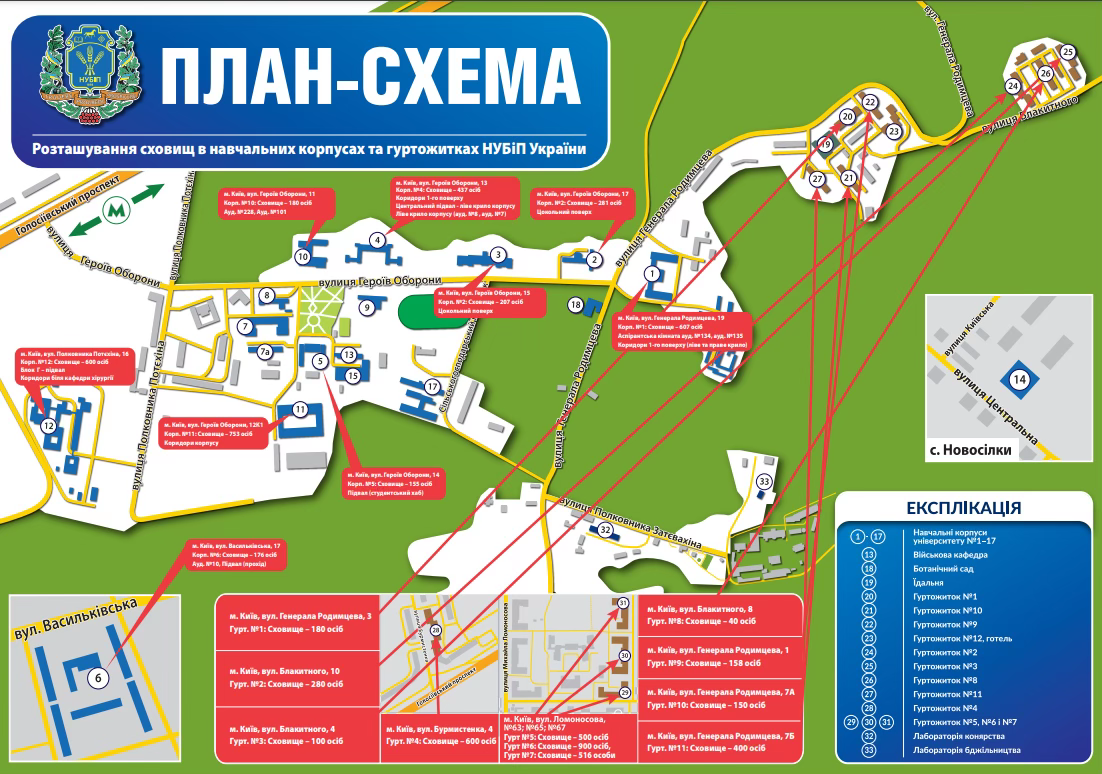 НУБіП
ПЛАН-СХЕМА
Розташування сховищ в навчальних корпусах та гуртожитках НУБіП України
Голосіївський проспект
М
вулиця Героїв Оборони
вулиця Полковника Потєхіна
м. Київ, вул. Героїв Оборони, 11
Корп. №10: Сховище – 180 осіб
Ауд. №228, Ауд. №101
м. Київ, вул. Героїв Оборони, 13
Корп. №4: Сховище – 437 осіб
Коридори 1-го поверху
Центральний підвал - ліве крило корпусу
Ліве крило корпусу (ауд. №8, ауд. №7)
м. Київ, вул. Героїв Оборони, 17
Корп. №2: Сховище – 281 осіб
Цокольний поверх
вул. Генерала Родимцева
вулиця Блакитного
вулиця Генерала Родимцева
25
26
24
22
20
23
19
27
21
10
4
3
2
1
вулиця Героїв Оборони
м. Київ, вул. Героїв Оборони, 15
Корп. №2: Сховище – 207 осіб
Цокольний поверх
м. Київ, вул. Генерала Родимцева, 19
Корп. №1: Сховище – 607 осіб
Аспірантська кімната ауд. №134, ауд. №135
Коридори 1-го поверху (ліве та праве крило)
8
9
18
7
7а
5
13
15
17
11
12
м. Київ, вул. Полковника Потєхіна, 16
Корп. №12: Сховище – 600 осіб
Блок Г – підвал
Коридори біля кафедри хірургії
вулиця Полковника Потєхіна
м. Київ, вул. Героїв Оборони, 12К1
Корп. №11: Сховище – 753 осіб
Коридори корпусу
м. Київ, вул. Героїв Оборони, 14
Корп. №5: Сховище – 155 осіб
Підвал (студентський хаб)
вулиця Генерала Родимцева
вулиця Київська
вулиця Центральна
14
с. Новосілки
33
32
вулиця Полковника Затєвахіна
м. Київ, вул. Васильківська, 17
Корп. №6: Сховище – 176 осіб
Ауд. №10, Підвал (прохід)
вул. Васильківська
6
м. Київ, вул. Генерала Родимцева, 3
Гурт. №1: Сховище – 180 осіб
м. Київ, вул. Блакитного, 10
Гурт. №2: Сховище – 280 осіб
м. Київ, вул. Блакитного, 4
Гурт. №3: Сховище – 100 осіб
вулиця Бурмистенка
28
Голосіївський проспект
м. Київ, вул. Бурмистенка, 4
Гурт. №4: Сховище – 600 осіб
вулиця Михайла Ломоносова
31
30
29
м. Київ, вул. Ломоносова,
№63; №65; №67
Гурт №5: Сховище – 500 осіб
Гурт №6: Сховище – 900 осіб,
Гурт №7: Сховище – 516 особи
м. Київ, вул. Блакитного, 8
Гурт. №8: Сховище – 40 осіб
м. Київ, вул. Генерала Родимцева, 1
Гурт. №9: Сховище – 158 осіб
м. Київ, вул. Генерала Родимцева, 7А
Гурт. №10: Сховище – 150 осіб
м. Київ, вул. Генерала Родимцева, 7Б
Гурт. №11: Сховище – 400 осіб
ЕКСПЛІКАЦІЯ
1 - 17 Навчальні корпуси
університету №1–17
13 Військова кафедра
18 Ботанічний сад
19 Їдальня
20 Гуртожиток №1
21 Гуртожиток №10
22 Гуртожиток №9
23 Гуртожиток №12, готель
24 Гуртожиток №2
25 Гуртожиток №3
26 Гуртожиток №8
27 Гуртожиток №11
28 Гуртожиток №4
29 30 31 Гуртожиток №5, №6 і №7
32 Лабораторія конярства
33 Лабораторія бджільництва